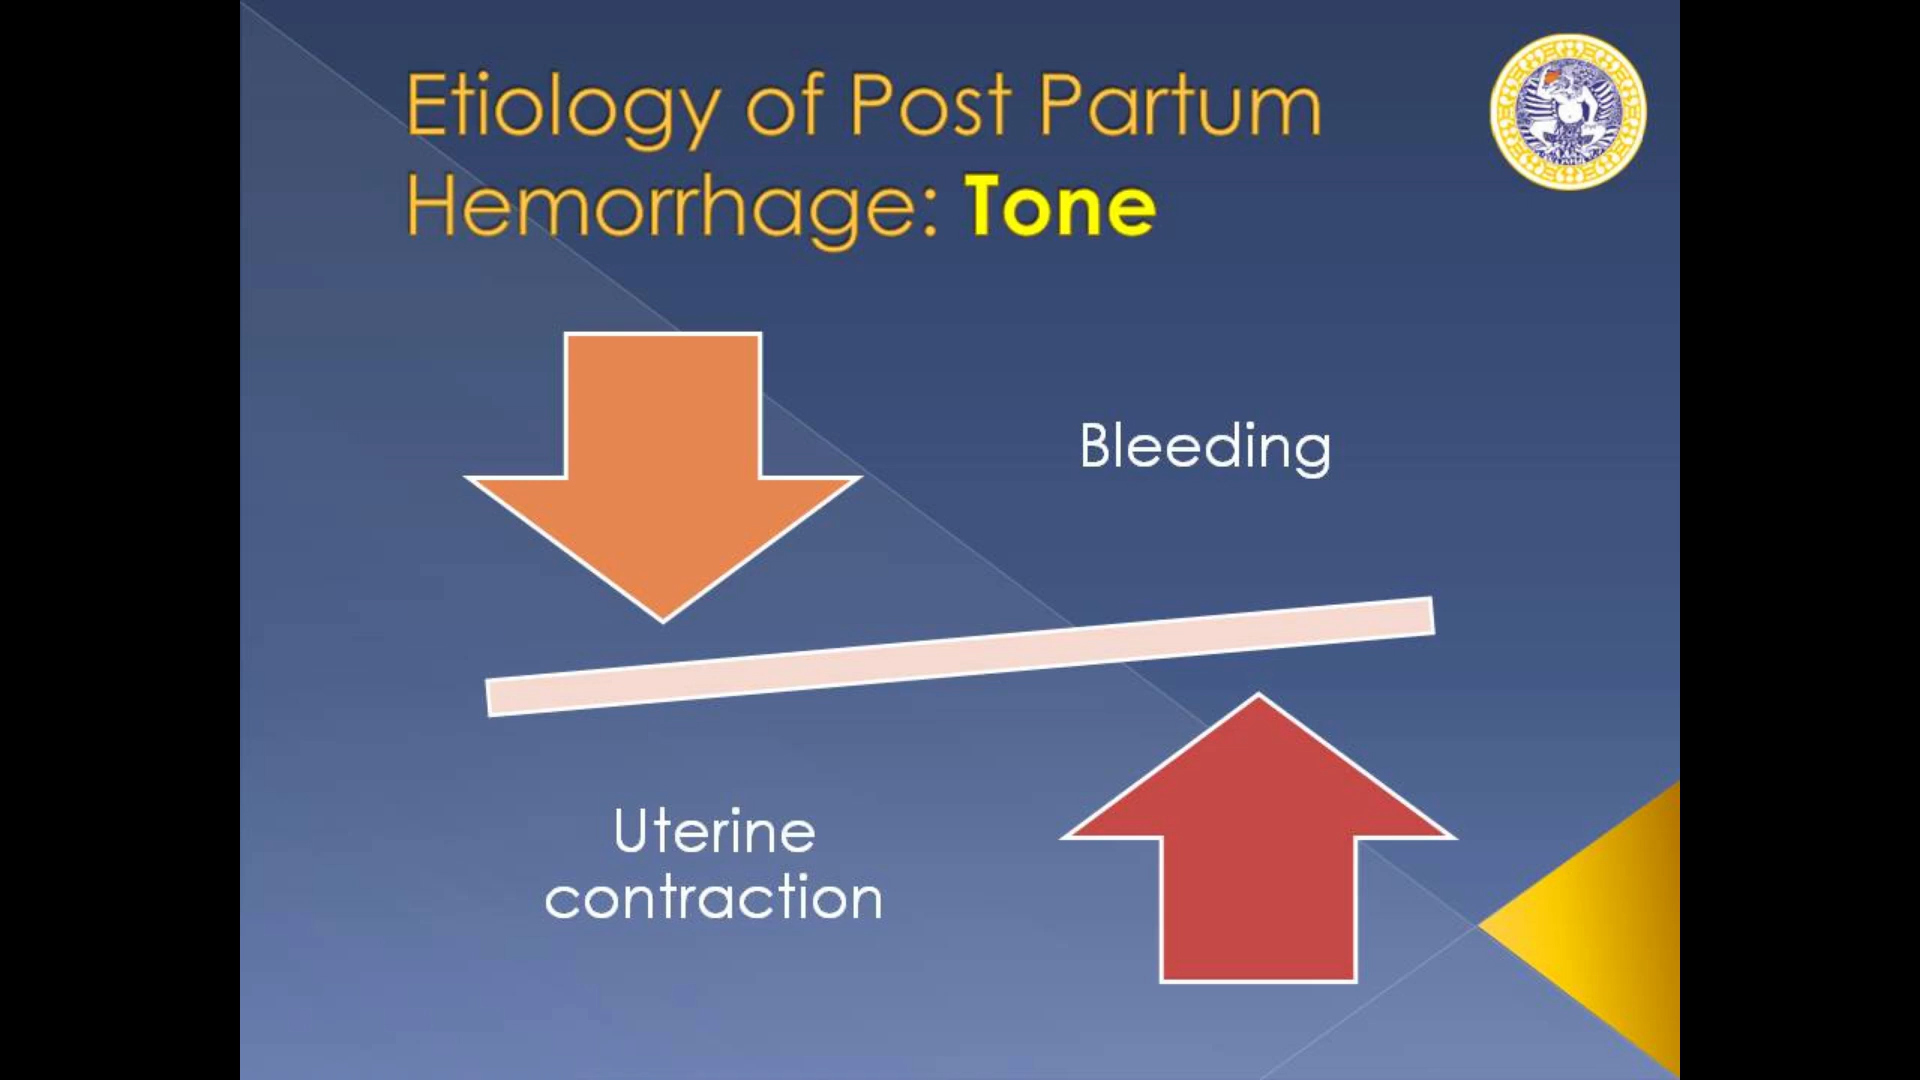 Etiology of Post Partum
Hemorrhage: Tone
Bleeding
Uterine
contraction